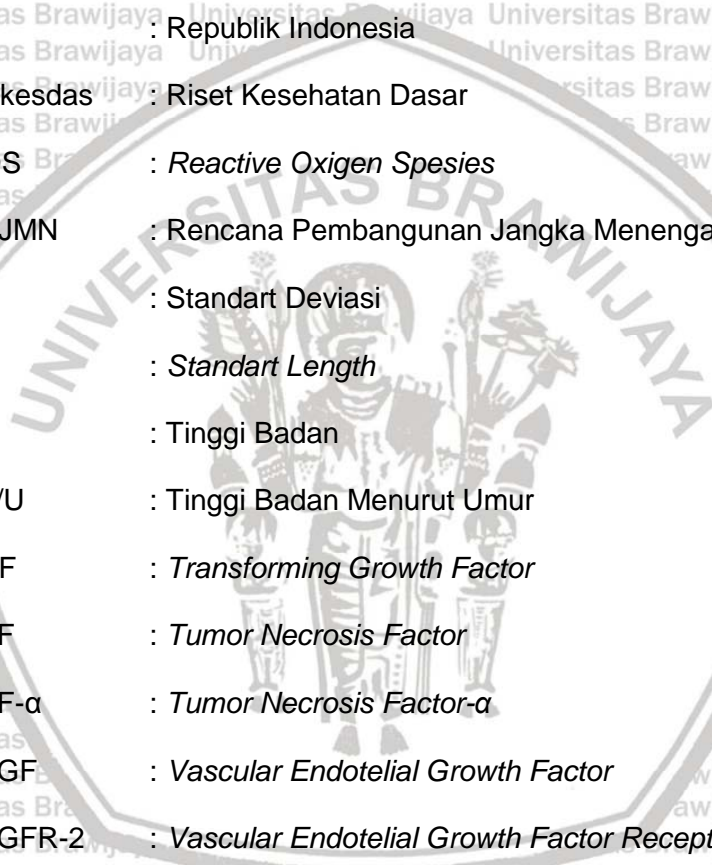 : Republik Indonesia
kesdas : Riset Kesehatan Dasar
S : Reactive Oxigen Spesies
JMN : Rencana Pembangunan Jangka Menenga
: Standart Deviasi
: Standart Length
: Tinggi Badan
/U : Tinggi Badan Menurut Umur
F : Transforming Growth Factor
F : Tumor Necrosis Factor
F-α : Tumor Necrosis Factor-α
GF : Vascular Endotelial Growth Factor
GFR-2 : Vascular Endotelial Growth Factor Recept
UNIVERSITAS BRAWIJAYA